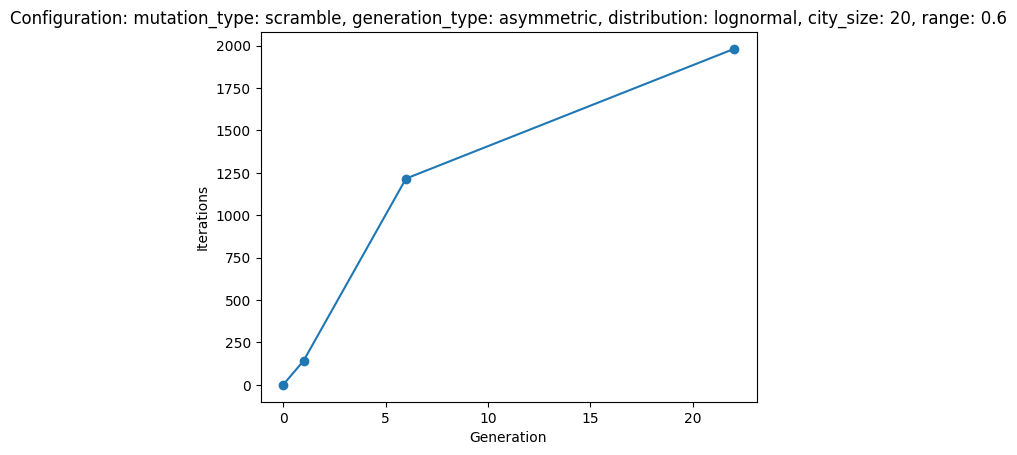 Configuration: mutation_type: scramble, generation_type: asymmetric, distribution: lognormal, city_size: 20, range: 0.6
2000
1750
1500
1250
1000
750
500
250
0
Iterations
0 5 10 15 20
Generation